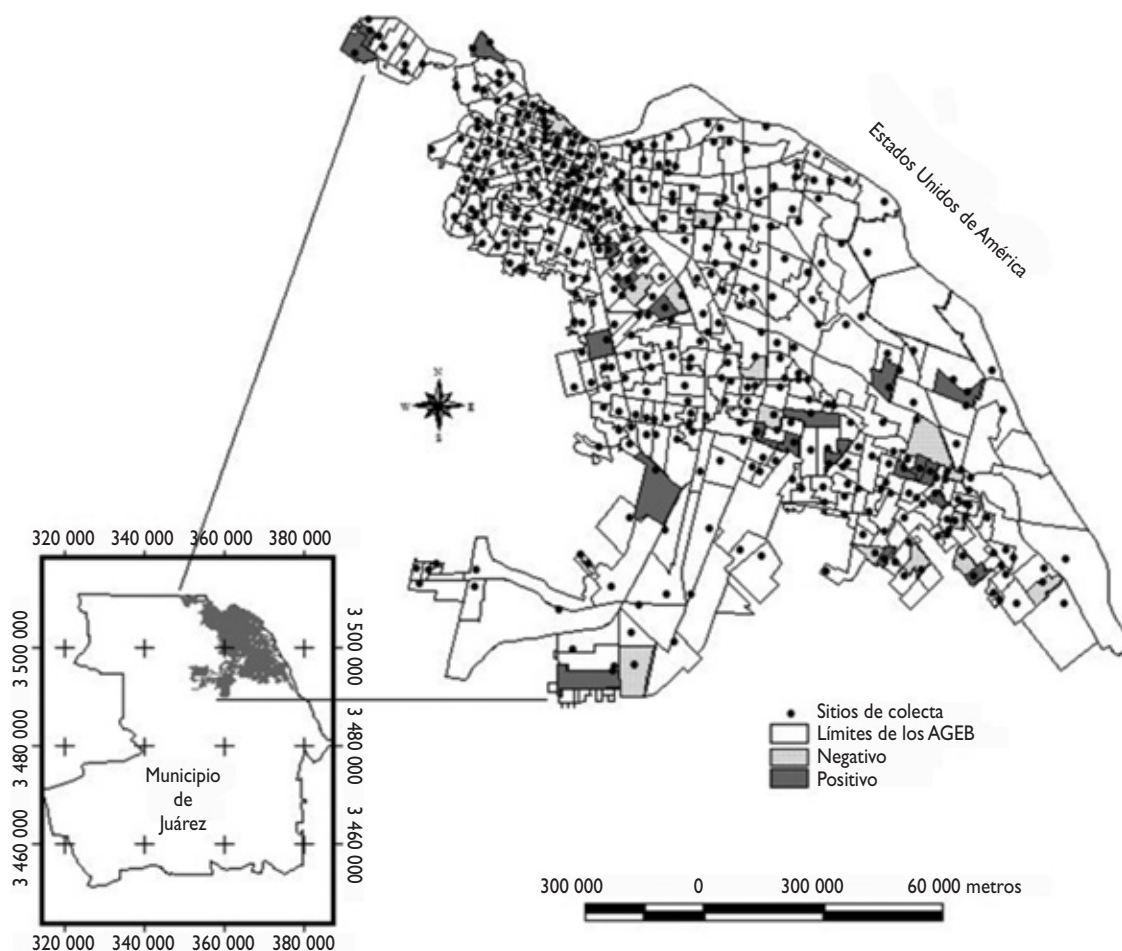 Estados Unidos de América
320 000 340 000 360 000 380 000
3 500 000
3 480 000
3 460 000
3 500 000
3 480 000
3 460 000
Municipio
de
Juárez
320 000 340 000 360 000 380 000
Sitios de colecta
Límites de los AGEB
Negativo
Positivo
300 000 0 300 000 60 000 metros